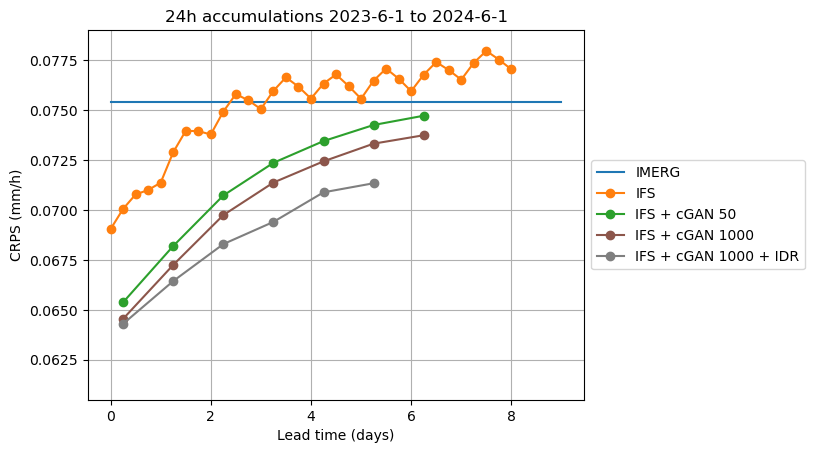 24h accumulations 2023-6-1 to 2024-6-1
0.0775
0.0750
0.0725
0.0700
0.0675
0.0650
0.0625
CRPS (mm/h)
0 2 4 6 8
Lead time (days)
IMERG
IFS
IFS + cGAN 50
IFS + cGAN 1000
IFS + cGAN 1000 + IDR